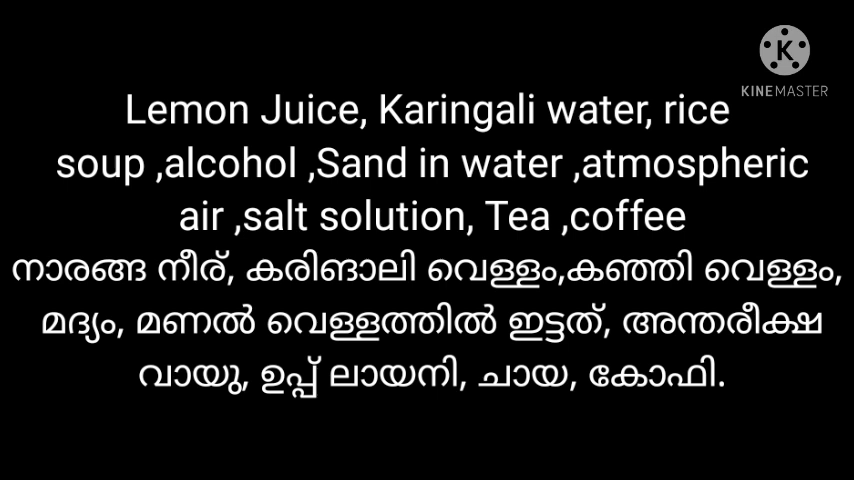 KINEMASTER
Lemon Juice, Karingali water, rice
soup ,alcohol ,Sand in water ,atmospheric
air ,salt solution, Tea ,coffee
നാരങ്ങ നീര്, കരിങാലി വെള്ളം,കഞ്ഞി വെള്ളം,
മദ്യം, മണൽ വെള്ളത്തിൽ ഇട്ടത്, അന്തരീക്ഷ
വായു, ഉപ്പ് ലായനി, ചായ, കോഫി.